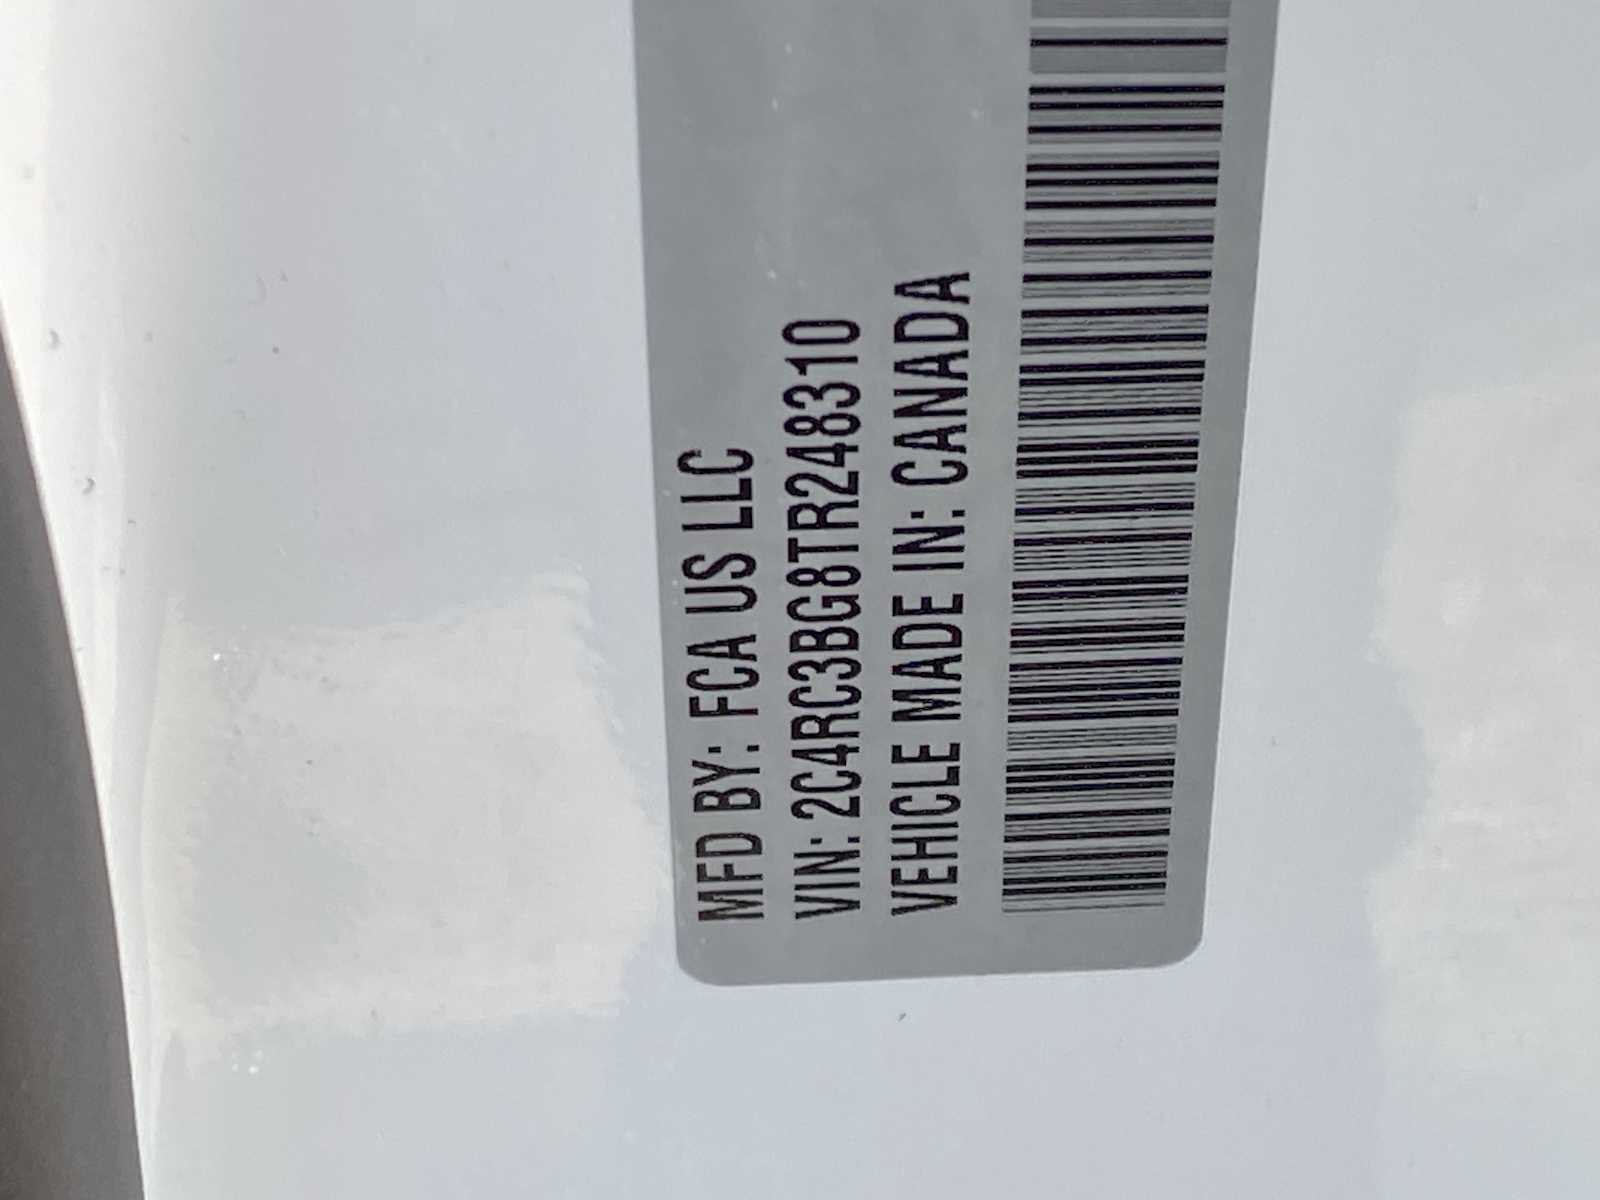 MFD BY: FCA US LLC
VIN: 2C4RC3BG8TR248310
VEHICLE MADE IN: CANADA